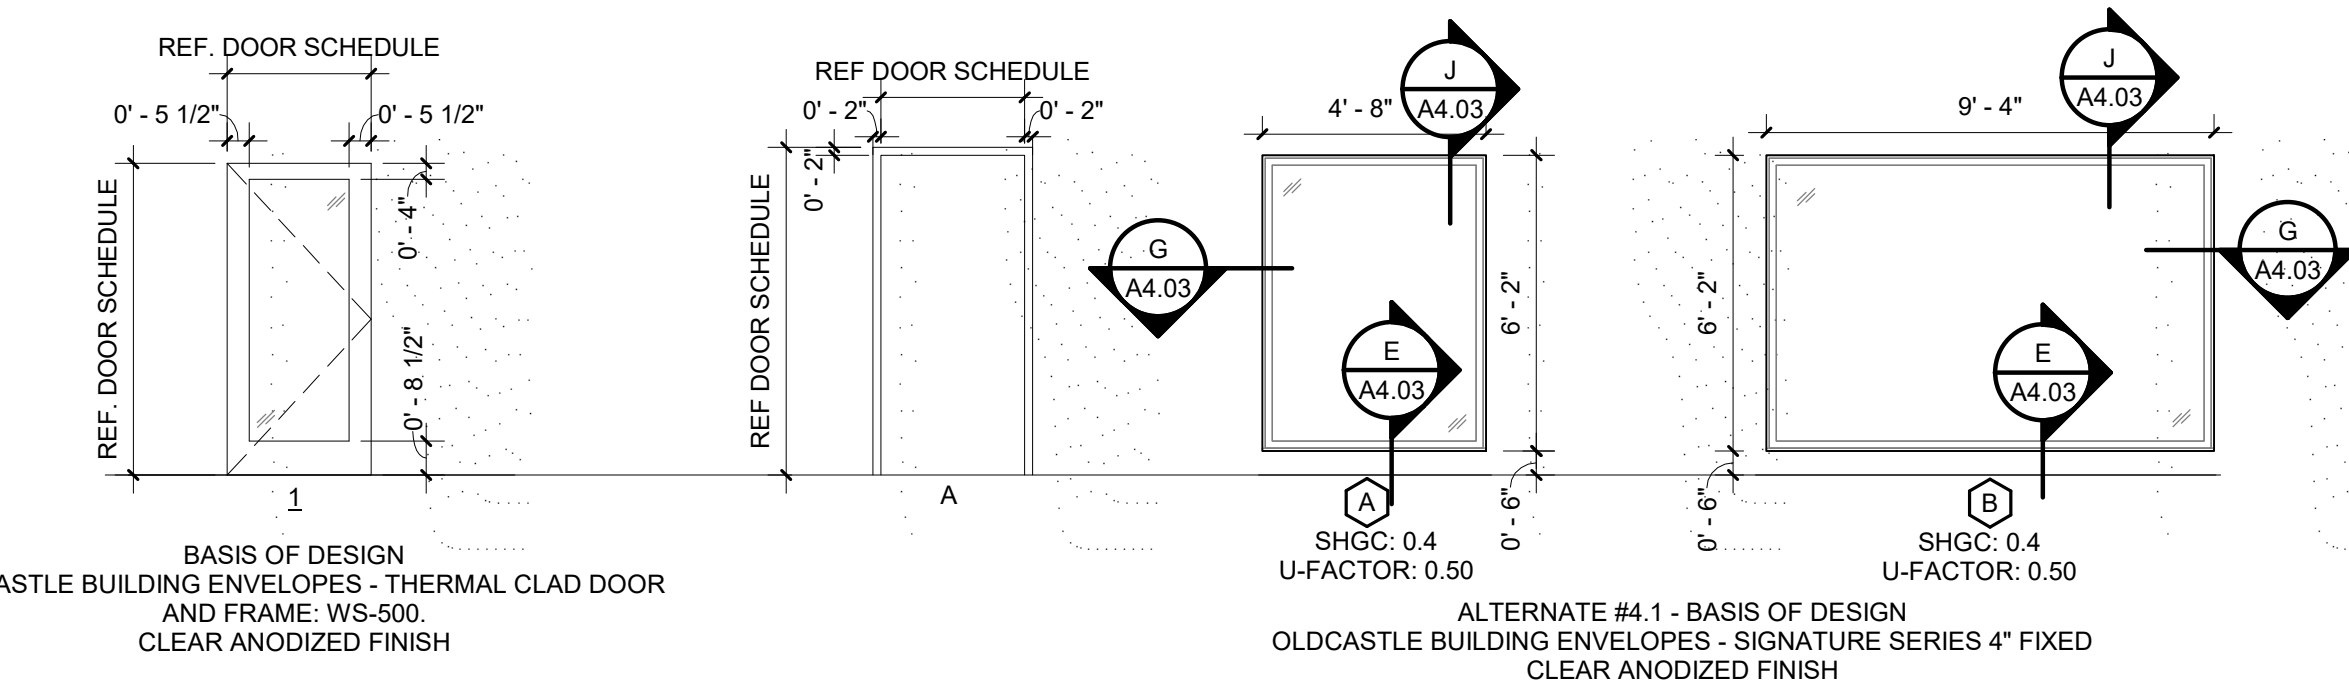 REF. DOOR SCHEDULE
0' - 5 1/2"
0' - 5 1/2"
REF. DOOR SCHEDULE
0' - 4"
0' - 8 1/2"
1
BASIS OF DESIGN
CASTLE BUILDING ENVELOPES - THERMAL CLAD DOOR
AND FRAME: WS-500.
CLEAR ANODIZED FINISH
REF DOOR SCHEDULE
0' - 2"
0' - 2"
0' - 2"
REF DOOR SCHEDULE
A
J
A4.03
4' - 8"
G
A4.03
E
A4.03
6' - 2"
0' - 6"
A
SHGC: 0.4
U-FACTOR: 0.50
J
A4.03
9' - 4"
G
A4.03
E
A4.03
6' - 2"
0' - 6"
B
SHGC: 0.4
U-FACTOR: 0.50
ALTERNATE #4.1 - BASIS OF DESIGN
OLDCASTLE BUILDING ENVELOPES - SIGNATURE SERIES 4" FIXED
CLEAR ANODIZED FINISH